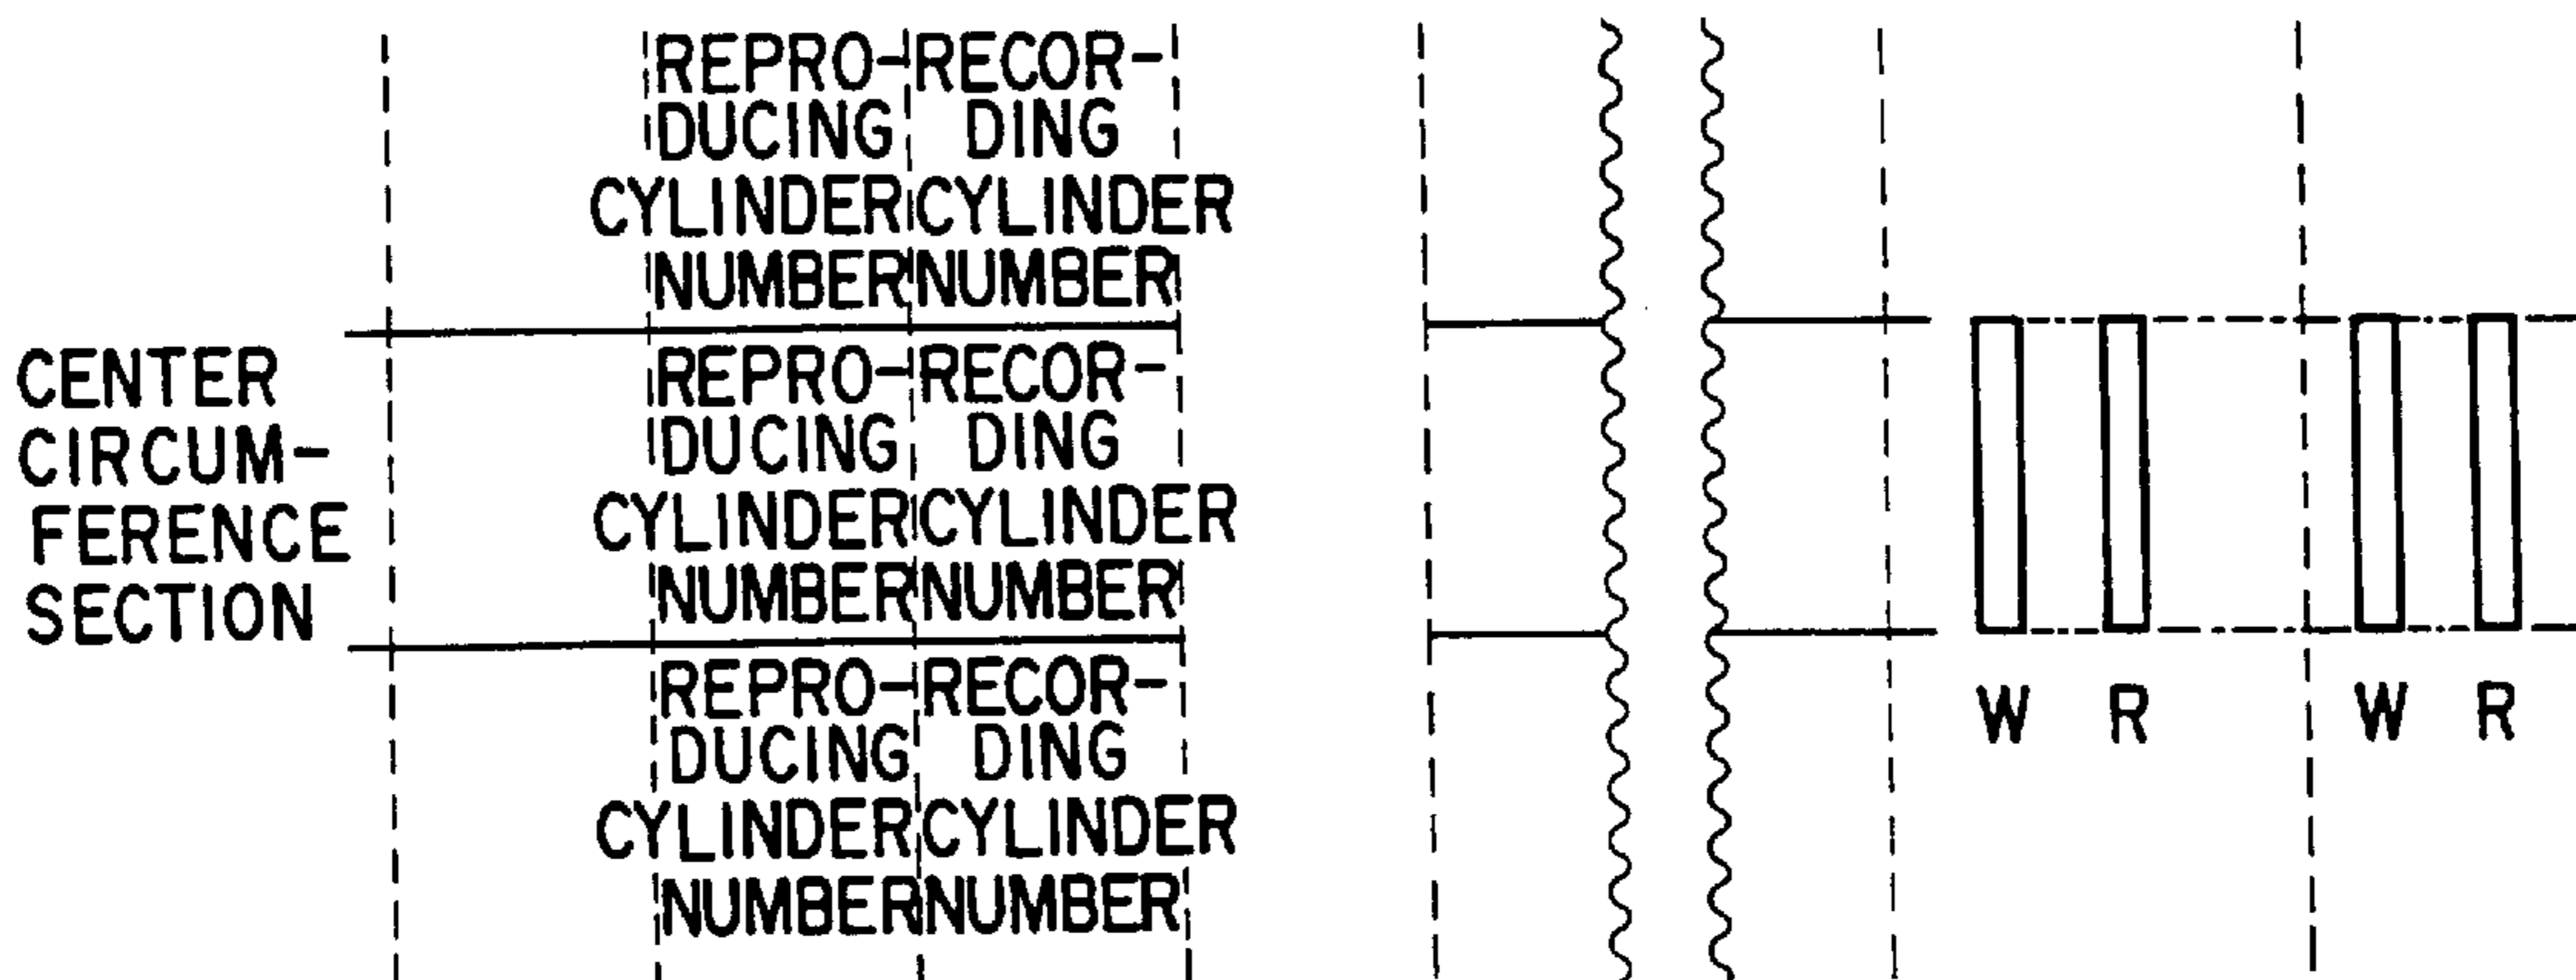 REPRO-
DUCING
CYLINDER
NUMBER
RECOR-
DING
CYLINDER
NUMBER
CENTER
CIRCUM-
FERENCE
SECTION
REPRO-
DUCING
CYLINDER
NUMBER
RECOR-
DING
CYLINDER
NUMBER
REPRO-
DUCING
CYLINDER
NUMBER
RECOR-
DING
CYLINDER
NUMBER
W R W R